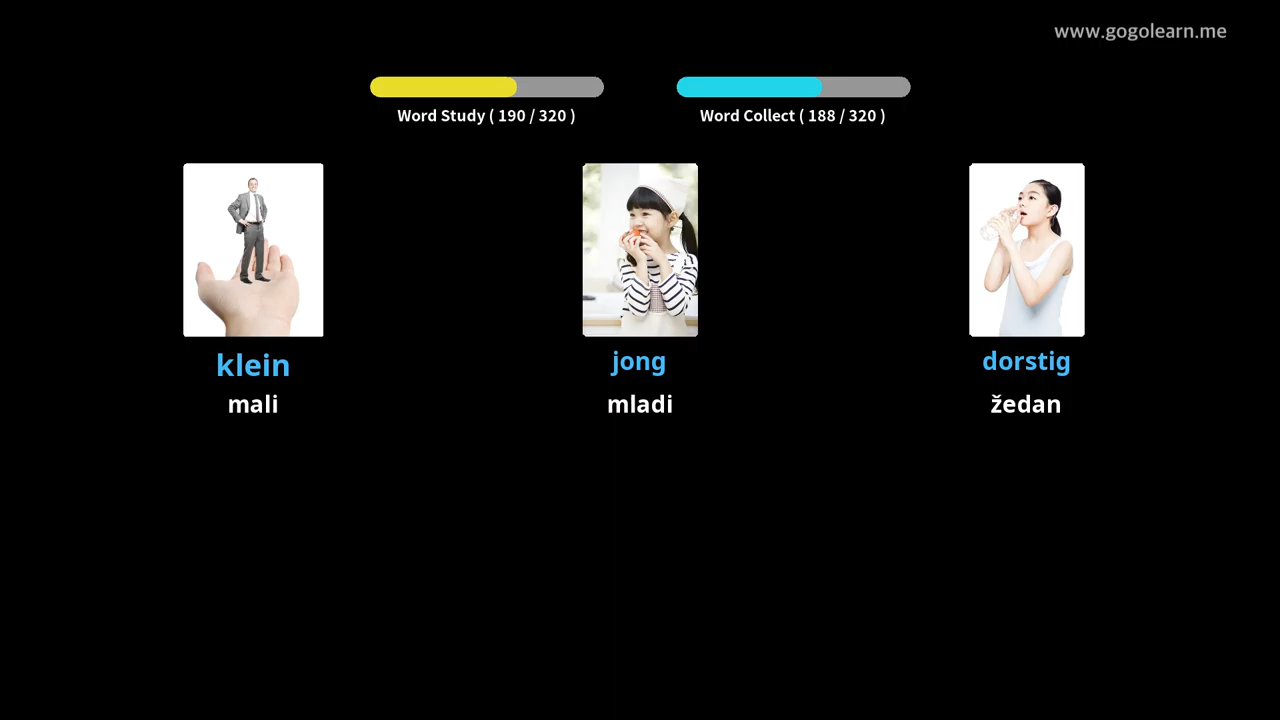 www.gogolearn.me
Word Study ( 190 / 320 )
Word Collect ( 188 / 320 )
klein
mali
jong
mladi
dorstig
žedan